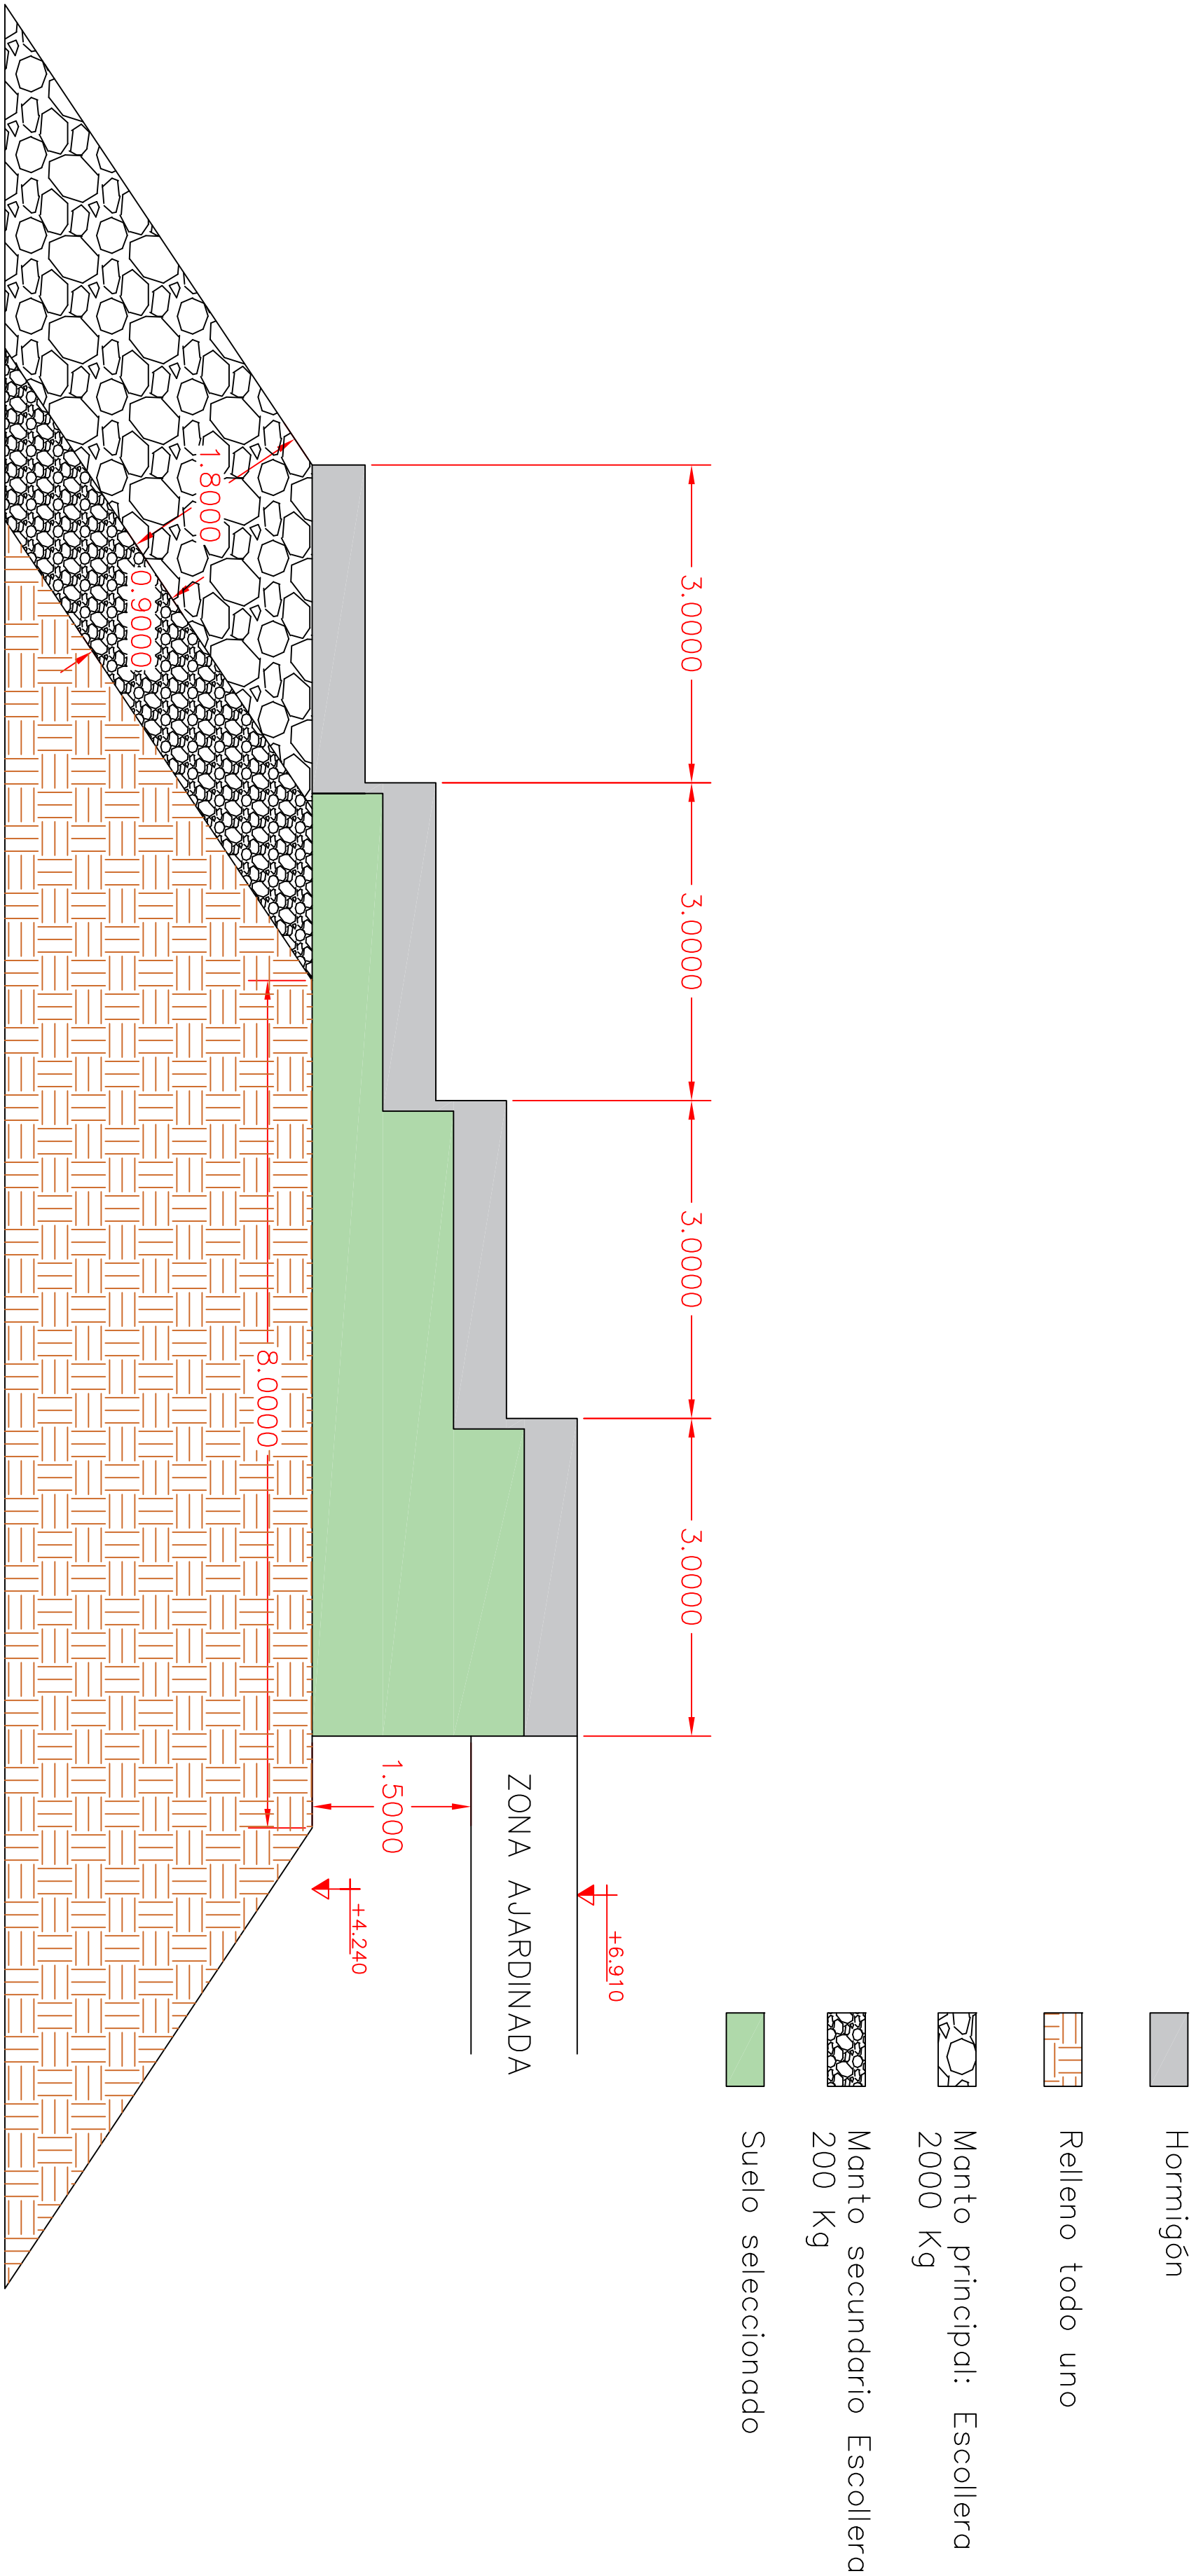 Hormigón
Relleno todo uno
Manto principal: Escollera
2000 Kg
Manto secundario Escollera
200 Kg
Suelo seleccionado
3.0000
3.0000
3.0000
3.0000
+6.910
ZONA AJARDINADA
1.5000
+4.240
8.0000
1.8000
0.9000